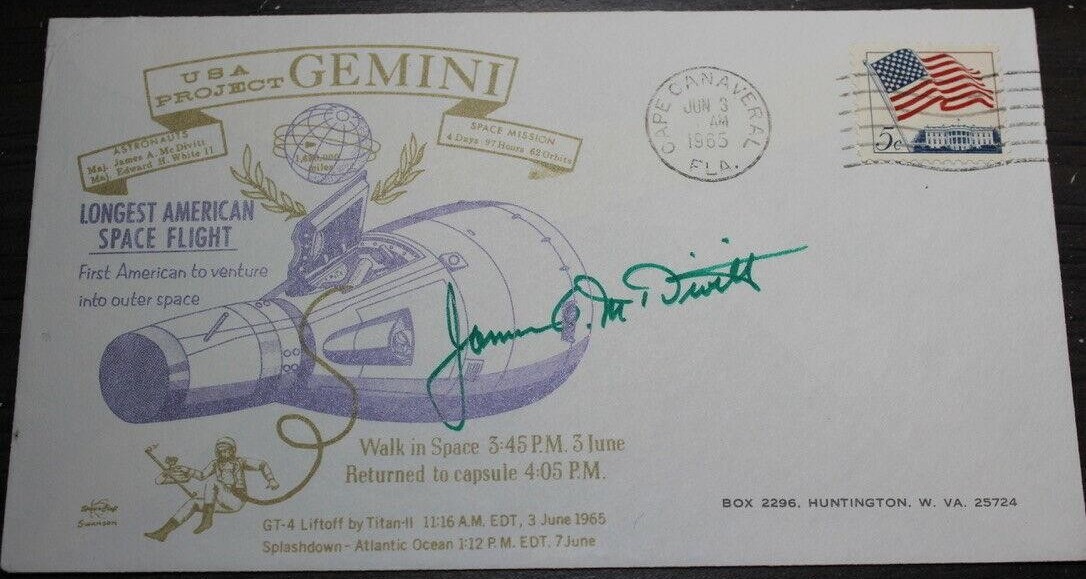 USA
PROJECT GEMINI
ASTRONAUTS
Maj. James A. McDivitt
Maj. Edward H. White II
SPACE MISSION
4 Days 97 Hours 62 Orbits
miles
LONGEST AMERICAN
SPACE FLIGHT
First American to venture
into outer space
CAPE CANAVERAL
JUN 3
AM
1965
FLA.
5c
James A. McDivitt
Walk in Space 3:45 P.M. 3 June
Returned to capsule 4:05 P.M.
GT-4 Liftoff by Titan-II 11:16 A.M. EDT, 3 June 1965
Splashdown - Atlantic Ocean 1:12 P.M. EDT. 7 June
Swanson
BOX 2296, HUNTINGTON, W. VA. 25724